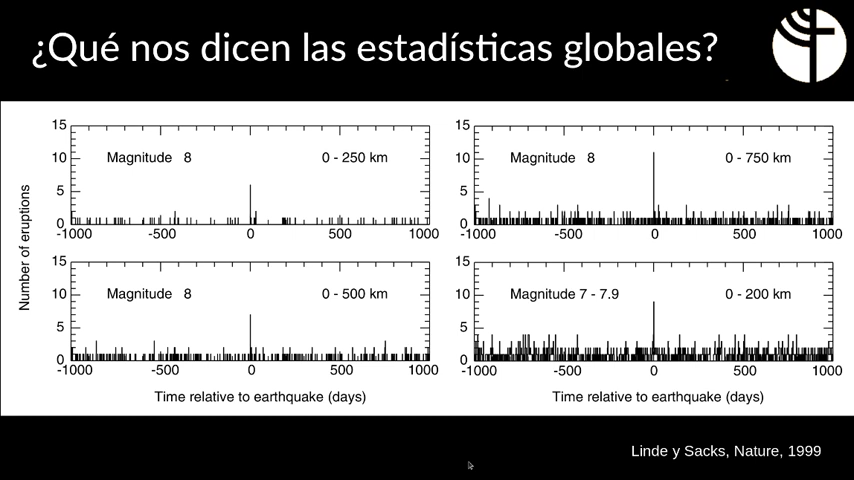 ¿Qué nos dicen las estadísticas globales?
15
10
5
0
Magnitude 8
0 - 250 km
-1000
-500
0
500
1000
15
10
5
0
Magnitude 8
0 - 750 km
-1000
-500
0
500
1000
Number of eruptions
15
10
5
0
Magnitude 8
0 - 500 km
-1000
-500
0
500
1000
Time relative to earthquake (days)
15
10
5
0
Magnitude 7 - 7.9
0 - 200 km
-1000
-500
0
500
1000
Time relative to earthquake (days)
Linde y Sacks, Nature, 1999